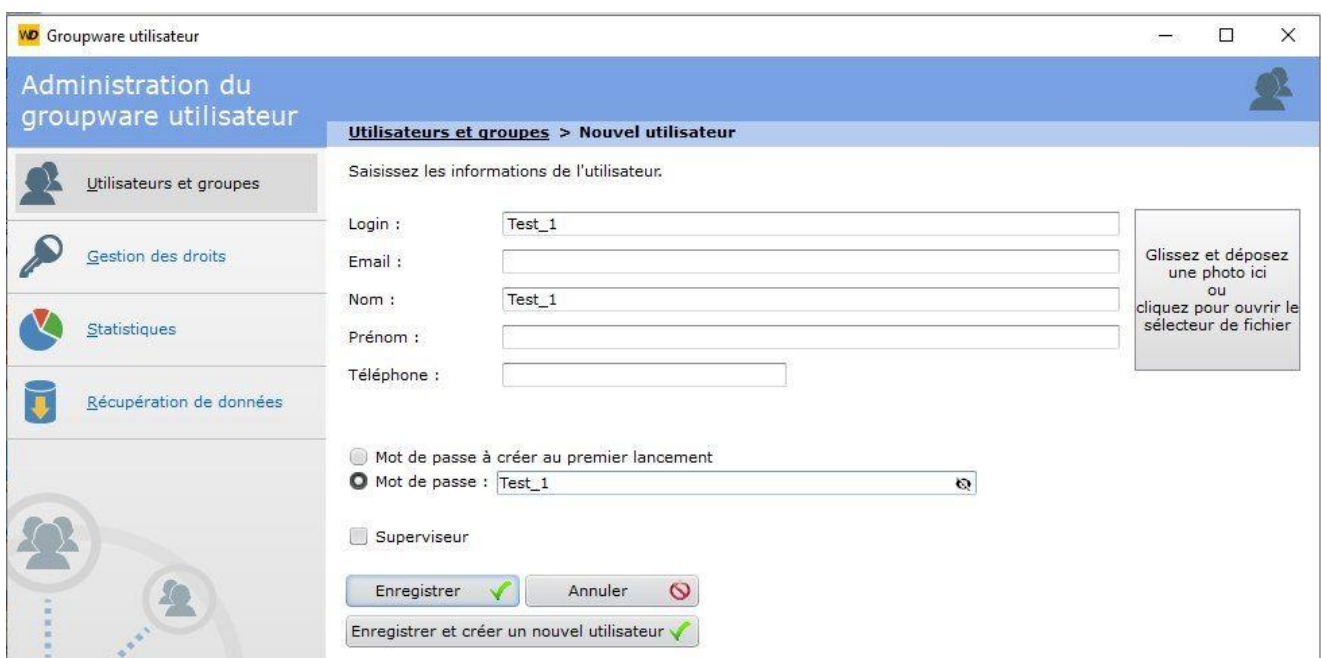 WD Groupware utilisateur
Administration du
groupware utilisateur
Utilisateurs et groupes > Nouvel utilisateur
Utilisateurs et groupes
Gestion des droits
Statistiques
Récupération de données
Saisissez les informations de l'utilisateur.
Login : Test_1
Email :
Nom : Test_1
Prénom :
Téléphone :
Glissez et déposez
une photo ici
ou
cliquez pour ouvrir le
sélecteur de fichier
Mot de passe à créer au premier lancement
Mot de passe : Test_1
Superviseur
Enregistrer Annuler
Enregistrer et créer un nouvel utilisateur